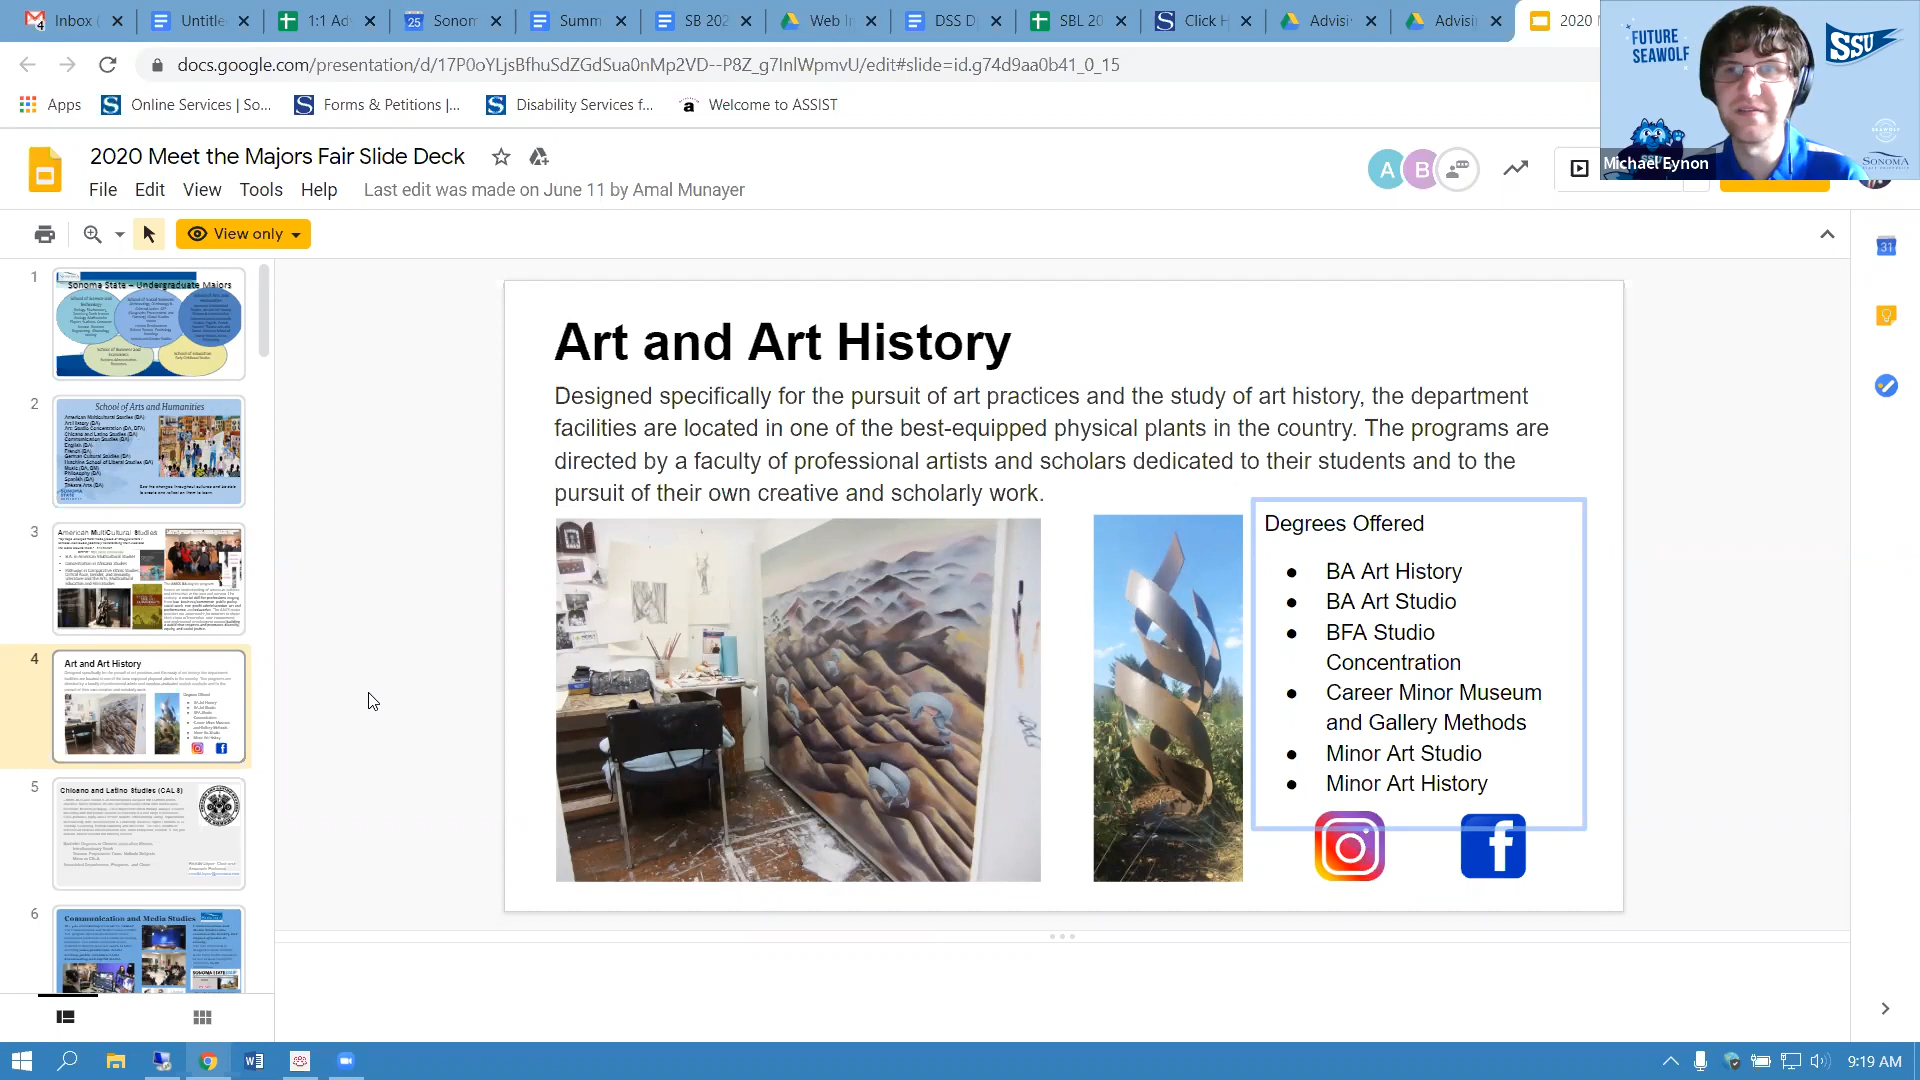 Inbox (
Untitle
1:1 Ad
Sonom
Summ
SB 202
Web I
DSS D
SBL 20
Click H
Advisi
Advisi
2020
docs.google.com/presentation/d/17P0oYLjsBfhuSdZGdSua0nMp2VD--P8Z_g7InlWpmvU/edit#slide=id.g74d9aa0b41_0_15
Apps
Online Services | So...
Forms & Petitions |...
Disability Services f...
Welcome to ASSIST
FUTURE
SEAWOLF
SSU
Michael Eynon
SONOMA
2020 Meet the Majors Fair Slide Deck
File Edit View Tools Help Last edit was made on June 11 by Amal Munayer
A B
View only
31
1
Sonoma State – Undergraduate Majors
2
School of Arts and Humanities
3
American MultiCultural Studies
4
Art and Art History
5
Chicano and Latino Studies (CALS)
6
Communication and Media Studies
Art and Art History
Designed specifically for the pursuit of art practices and the study of art history, the department
facilities are located in one of the best-equipped physical plants in the country. The programs are
directed by a faculty of professional artists and scholars dedicated to their students and to the
pursuit of their own creative and scholarly work.
Degrees Offered
● BA Art History
● BA Art Studio
● BFA Studio
Concentration
● Career Minor Museum
and Gallery Methods
● Minor Art Studio
● Minor Art History
9:19 AM